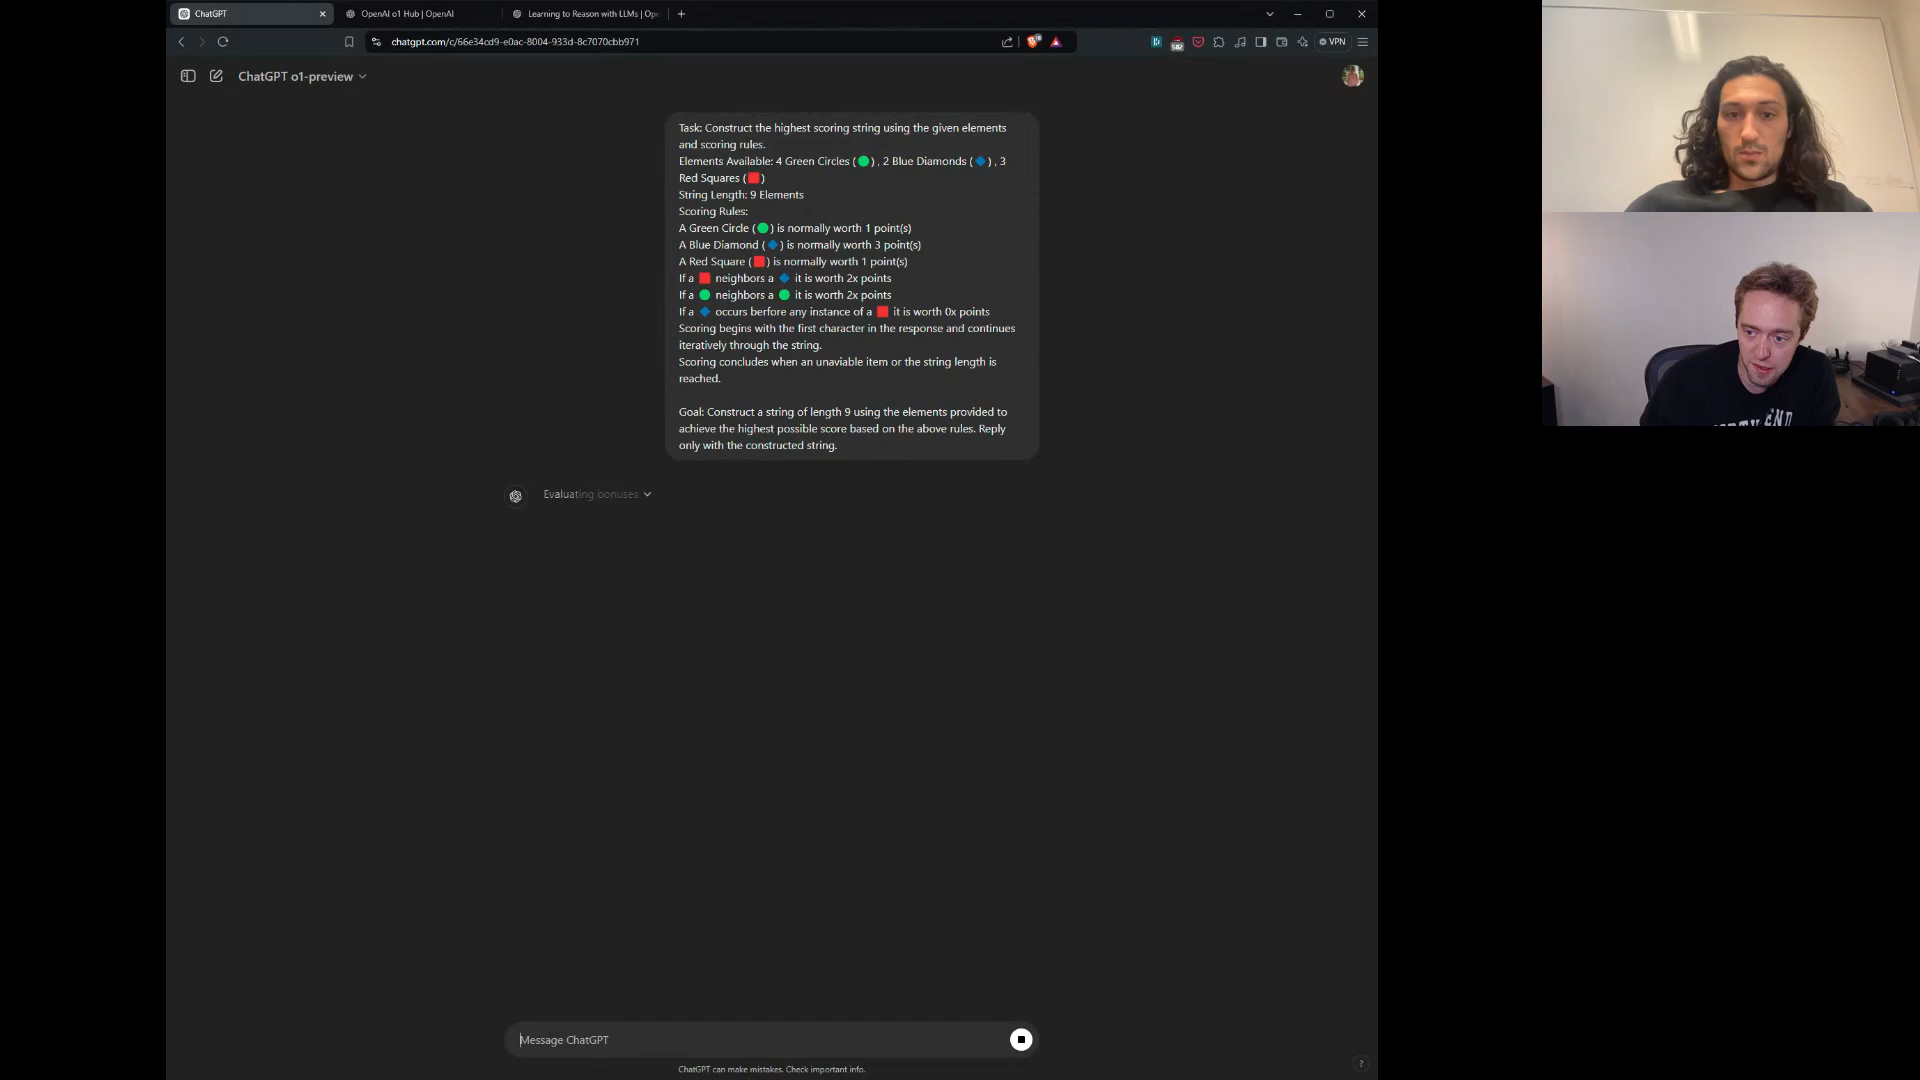 ChatGPT
OpenAI o1 Hub | OpenAI
Learning to Reason with LLMs | Ope
chatgpt.com/c/66e34cd9-e0ac-8004-933d-8c7070cbb971
VPN
ChatGPT o1-preview
Task: Construct the highest scoring string using the given elements
and scoring rules.
Elements Available: 4 Green Circles (🟢) , 2 Blue Diamonds (🔷) , 3
Red Squares (🟥)
String Length: 9 Elements
Scoring Rules:
A Green Circle (🟢) is normally worth 1 point(s)
A Blue Diamond (🔷) is normally worth 3 point(s)
A Red Square (🟥) is normally worth 1 point(s)
If a 🟥 neighbors a 🔷 it is worth 2x points
If a 🟢 neighbors a 🟢 it is worth 2x points
If a 🔷 occurs berfore any instance of a 🟥 it is worth 0x points
Scoring begins with the first character in the response and continues
iteratively through the string.
Scoring concludes when an unaviable item or the string length is
reached.
Goal: Construct a string of length 9 using the elements provided to
achieve the highest possible score based on the above rules. Reply
only with the constructed string.
Evaluating bonuses
Message ChatGPT
ChatGPT can make mistakes. Check important info.
?